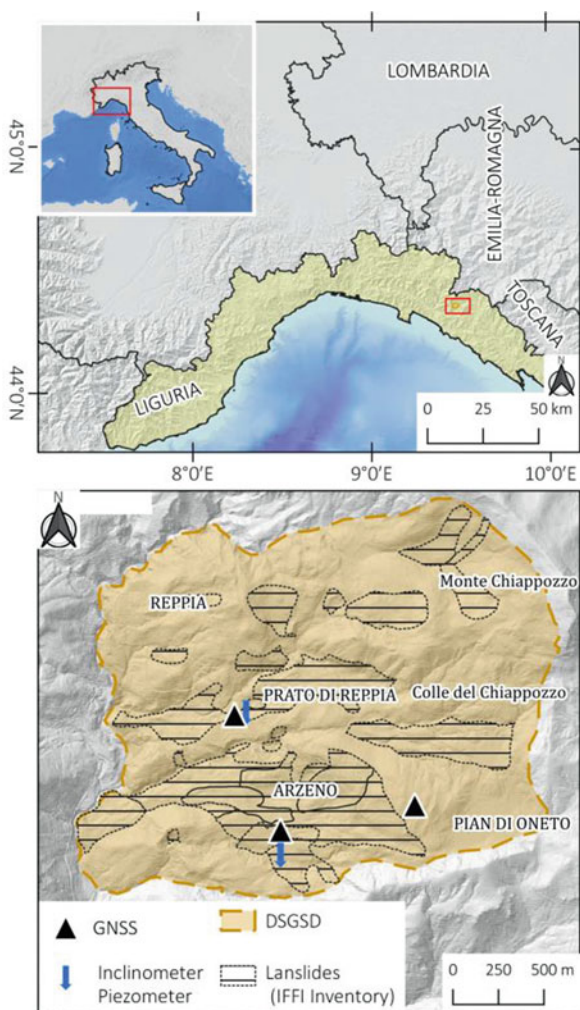 LOMBARDIA
EMILIA-ROMAGNA
TOSCANA
LIGURIA
45°0'N
44°0'N
N
0 25 50 km
8°0'E 9°0'E 10°0'E
N
Monte Chiappozzo
REPPIA
PRATO DI REPPIA
Colle del Chiappozzo
ARZENO
PIAN DI ONETO
GNSS
DSGSD
Inclinometer
Piezometer
Lanslides
(IFFI Inventory)
0 250 500 m